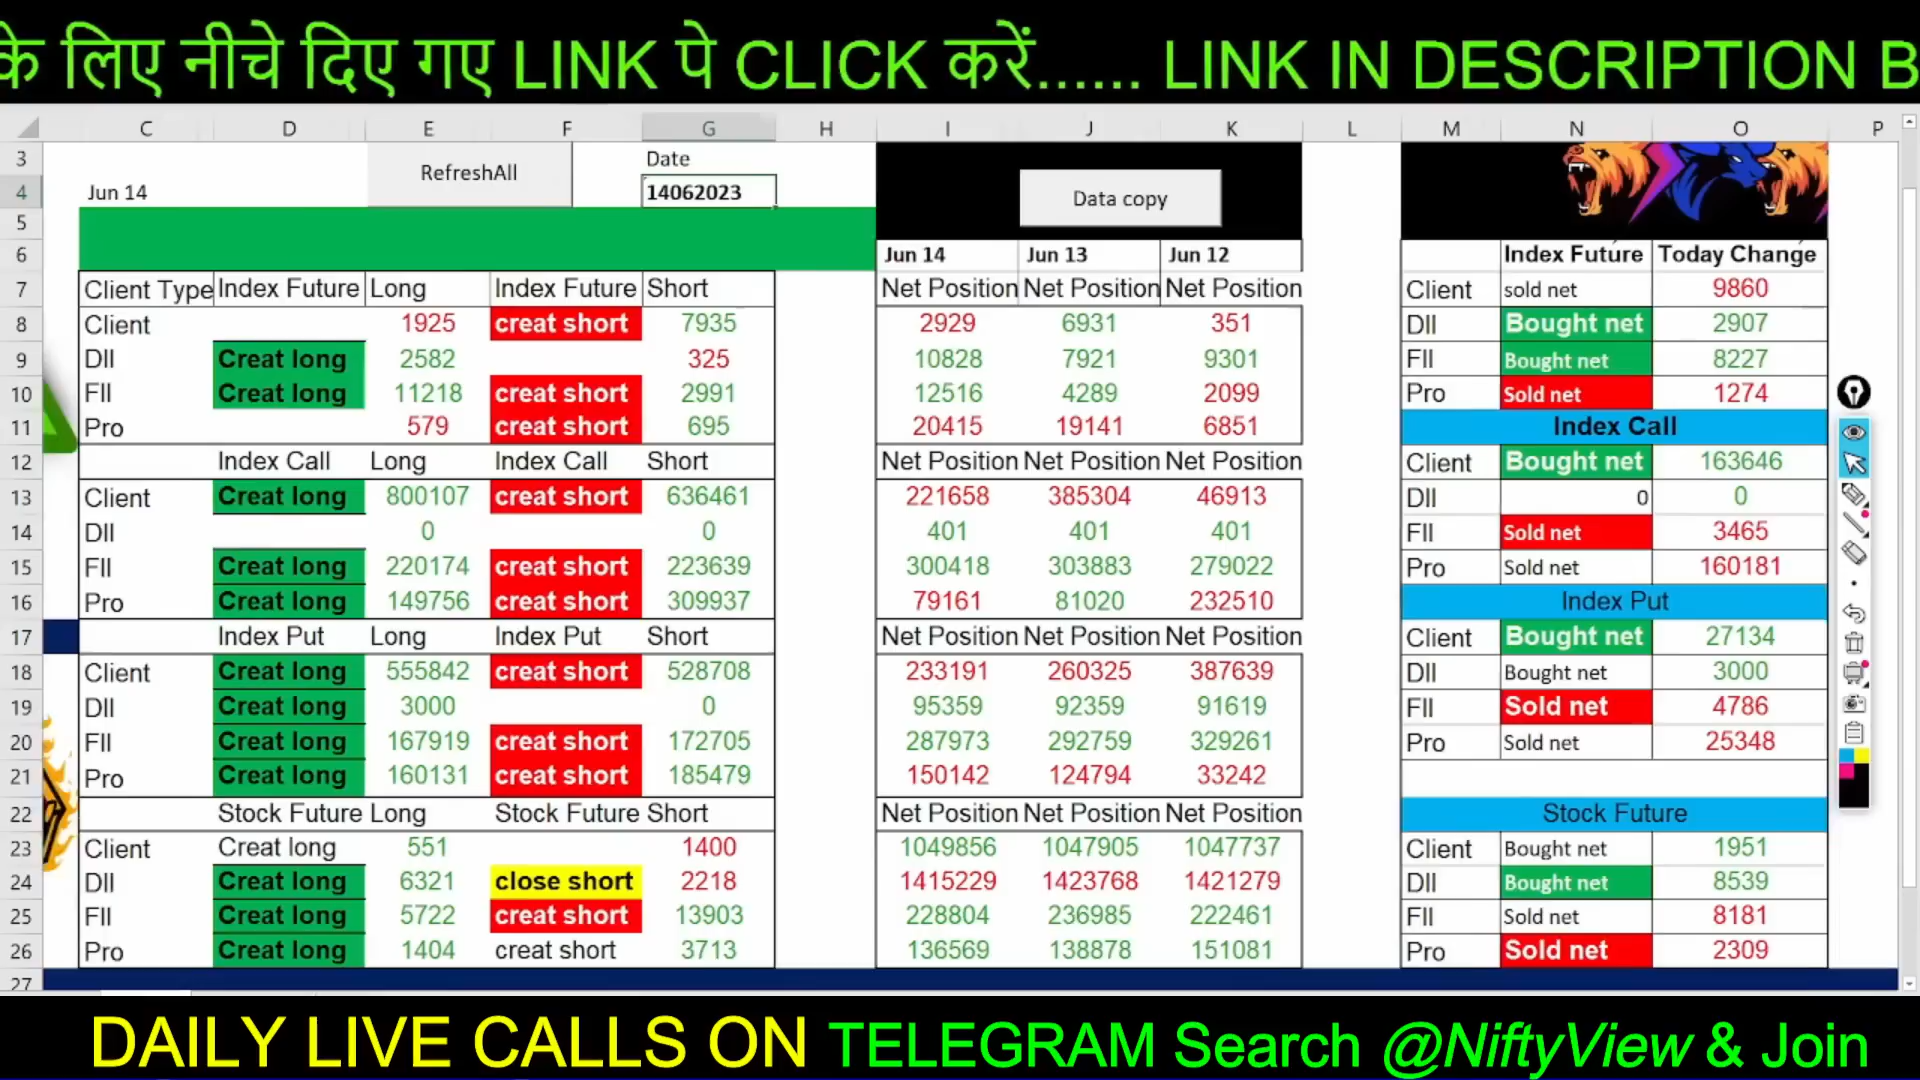 के लिए नीचे दिए गए LINK पे CLICK करें...... LINK IN DESCRIPTION B
C D E F G H I J K L M N O P
3 RefreshAll Date
4 Jun 14 14062023 Data copy
5
6 Jun 14 Jun 13 Jun 12 Index Future Today Change
7 Client Type Index Future Long Index Future Short Net Position Net Position Net Position Client sold net 9860
8 Client 1925 creat short 7935 2929 6931 351 DII Bought net 2907
9 DII Creat long 2582 325 10828 7921 9301 FII Bought net 8227
10 FII Creat long 11218 creat short 2991 12516 4289 2099 Pro Sold net 1274
11 Pro 579 creat short 695 20415 19141 6851 Index Call
12 Index Call Long Index Call Short Net Position Net Position Net Position Client Bought net 163646
13 Client Creat long 800107 creat short 636461 221658 385304 46913 DII 0 0
14 DII 0 0 401 401 401 FII Sold net 3465
15 FII Creat long 220174 creat short 223639 300418 303883 279022 Pro Sold net 160181
16 Pro Creat long 149756 creat short 309937 79161 81020 232510 Index Put
17 Index Put Long Index Put Short Net Position Net Position Net Position Client Bought net 27134
18 Client Creat long 555842 creat short 528708 233191 260325 387639 DII Bought net 3000
19 DII Creat long 3000 0 95359 92359 91619 FII Sold net 4786
20 FII Creat long 167919 creat short 172705 287973 292759 329261 Pro Sold net 25348
21 Pro Creat long 160131 creat short 185479 150142 124794 33242
22 Stock Future Long Stock Future Short Net Position Net Position Net Position Stock Future
23 Client Creat long 551 1400 1049856 1047905 1047737 Client Bought net 1951
24 DII Creat long 6321 close short 2218 1415229 1423768 1421279 DII Bought net 8539
25 FII Creat long 5722 creat short 13903 228804 236985 222461 FII Sold net 8181
26 Pro Creat long 1404 creat short 3713 136569 138878 151081 Pro Sold net 2309
27
DAILY LIVE CALLS ON TELEGRAM Search @NiftyView & Join